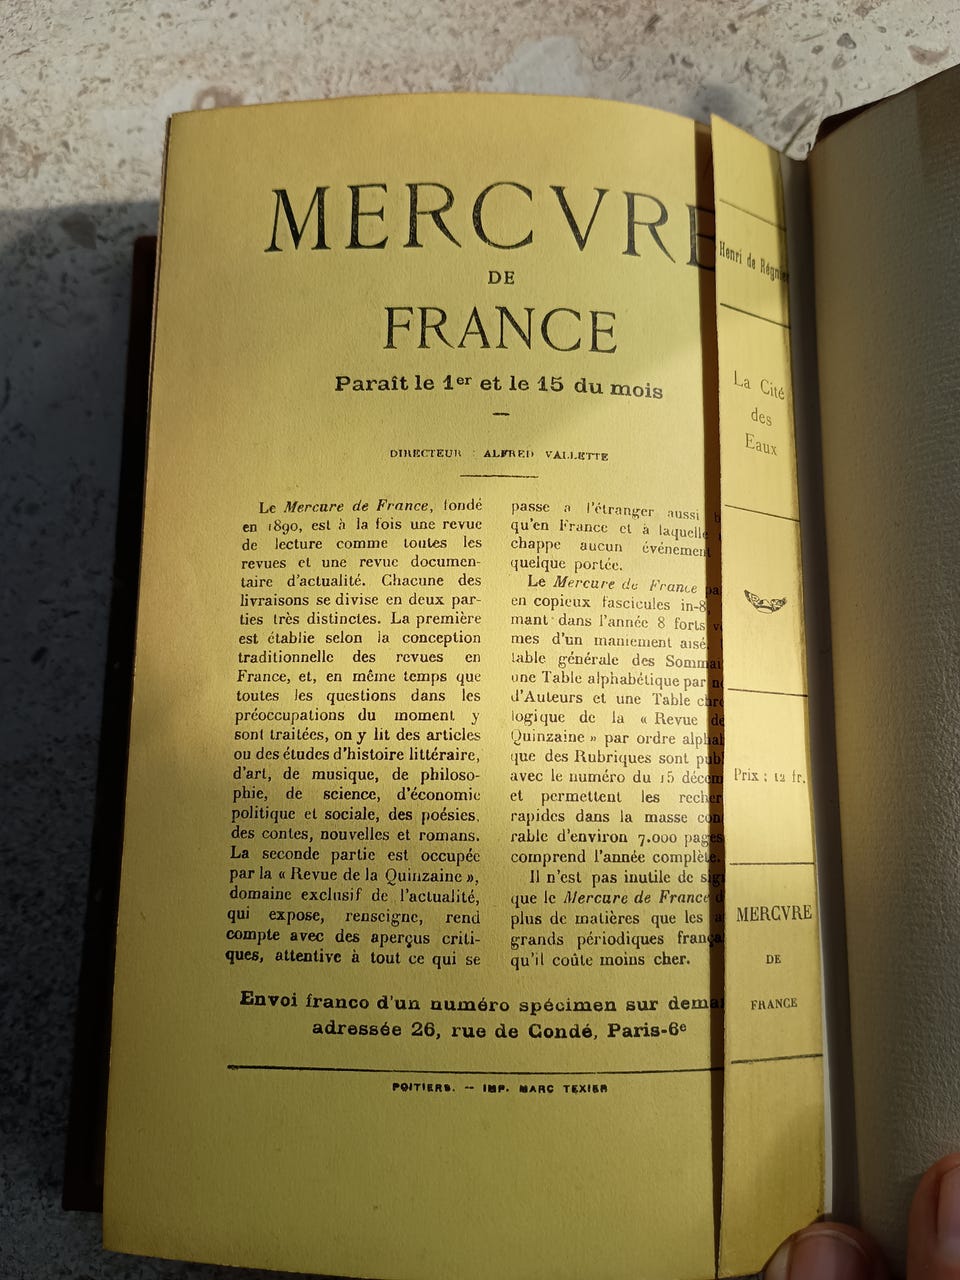 MERCVRE
DE
FRANCE
Paraît le 1er et le 15 du mois
DIRECTEUR : ALFRED VALLETTE
Le Mercure de France, fondé
en 1890, est à la fois une revue
de lecture comme toutes les
revues et une revue documen-
taire d'actualité. Chacune des
livraisons se divise en deux par-
ties très distinctes. La première
est établie selon la conception
traditionnelle des revues en
France, et, en même temps que
toutes les questions dans les
préoccupations du moment y
sont traitées, on y lit des articles
ou des études d'histoire littéraire,
d'art, de musique, de philoso-
phie, de science, d'économie
politique et sociale, des poésies,
des contes, nouvelles et romans.
La seconde partie est occupée
par la « Revue de la Quinzaine »,
domaine exclusif de l'actualité,
qui expose, renseigne, rend
compte avec des aperçus criti-
ques, attentive à tout ce qui se
passe a l'étranger aussi
qu'en France et à laquelle
chappe aucun événement
quelque portée.
Le Mercure de France
en copieux fascicules in-8,
mant dans l'année 8 forts
mes d'un maniement aisé.
table générale des
une Table alphabétique par
d'Auteurs et une Table
logique de la « Revue de
Quinzaine » par ordre
que des Rubriques sont
avec le numéro du 15
et permettent les
rapides dans la masse
rable d'environ 7.000 pages
comprend l'année complète.
Il n'est pas inutile de
que le Mercure de France
plus de matières que les
grands périodiques
qu'il coûte moins cher.
Envoi franco d'un numéro spécimen sur
adressée 26, rue de Condé, Paris-6e
POITIERS. — IMP. MARC TEXIER
Henri de Régnier
La Cité
des
Eaux
Prix : 12 fr.
MERCVRE
DE
FRANCE